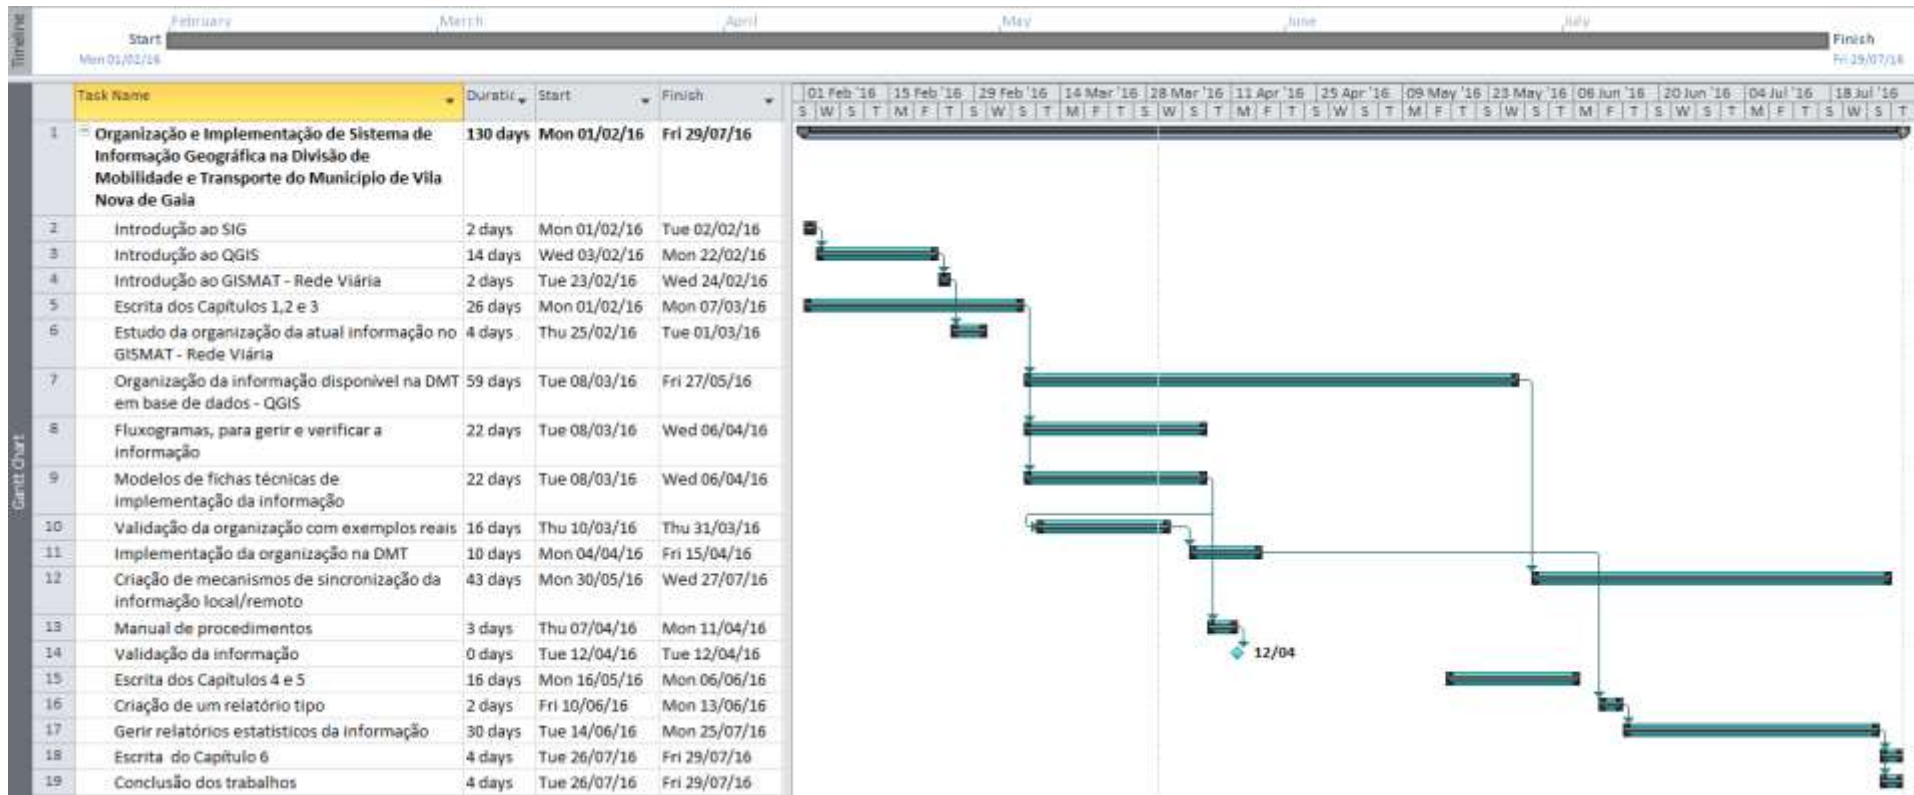 Timeline
February March April May June July
Start
Mon 01/02/16
Finish
Fri 29/07/16
Gantt Chart
Task Name Duratic Start Finish
01 Feb '16 15 Feb '16 29 Feb '16 14 Mar '16 28 Mar '16 11 Apr '16 25 Apr '16 09 May '16 23 May '16 06 Jun '16 20 Jun '16 04 Jul '16 18 Jul '16
S W S T M F T S W S T M F T S W S T M F T S W S T M F T S W S T M F T S W S T M F T S W S T
1 Organização e Implementação de Sistema de 130 days Mon 01/02/16 Fri 29/07/16
Informação Geográfica na Divisão de
Mobilidade e Transporte do Município de Vila
Nova de Gaia
2 Introdução ao SIG 2 days Mon 01/02/16 Tue 02/02/16
3 Introdução ao QGIS 14 days Wed 03/02/16 Mon 22/02/16
4 Introdução ao GISMAT - Rede Viária 2 days Tue 23/02/16 Wed 24/02/16
5 Escrita dos Capítulos 1,2 e 3 26 days Mon 01/02/16 Mon 07/03/16
6 Estudo da organização da atual informação no 4 days Thu 25/02/16 Tue 01/03/16
GISMAT - Rede Viária
7 Organização da informação disponível na DMT 59 days Tue 08/03/16 Fri 27/05/16
em base de dados - QGIS
8 Fluxogramas, para gerir e verificar a 22 days Tue 08/03/16 Wed 06/04/16
informação
9 Modelos de fichas técnicas de 22 days Tue 08/03/16 Wed 06/04/16
implementação da informação
10 Validação da organização com exemplos reais 16 days Thu 10/03/16 Thu 31/03/16
11 Implementação da organização na DMT 10 days Mon 04/04/16 Fri 15/04/16
12 Criação de mecanismos de sincronização da 43 days Mon 30/05/16 Wed 27/07/16
informação local/remoto
13 Manual de procedimentos 3 days Thu 07/04/16 Mon 11/04/16
14 Validação da informação 0 days Tue 12/04/16 Tue 12/04/16 12/04
15 Escrita dos Capítulos 4 e 5 16 days Mon 16/05/16 Mon 06/06/16
16 Criação de um relatório tipo 2 days Fri 10/06/16 Mon 13/06/16
17 Gerir relatórios estatísticos da informação 30 days Tue 14/06/16 Mon 25/07/16
18 Escrita do Capítulo 6 4 days Tue 26/07/16 Fri 29/07/16
19 Conclusão dos trabalhos 4 days Tue 26/07/16 Fri 29/07/16